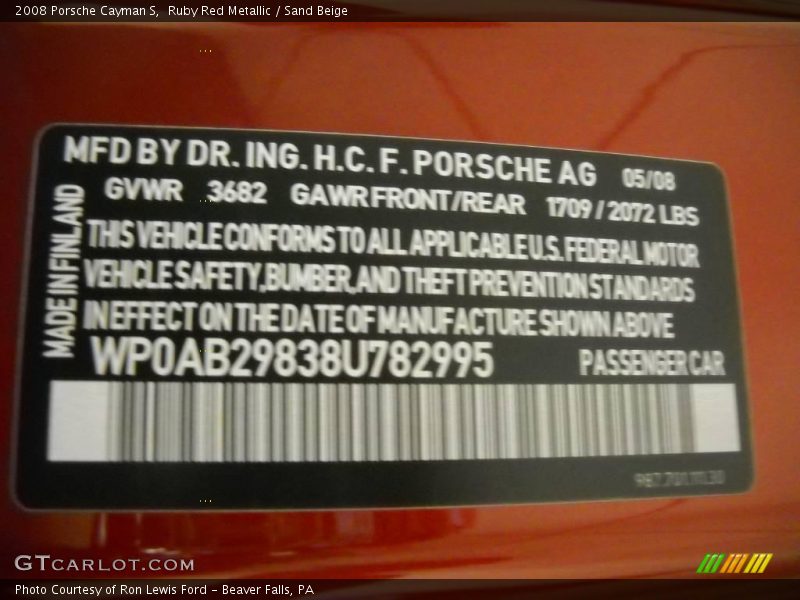 2008 Porsche Cayman S,  Ruby Red Metallic / Sand Beige
MFD BY DR. ING. H.C. F. PORSCHE AG 05/08
GVWR 3682 GAWR FRONT/REAR 1709 / 2072 LBS
MADE IN FINLAND
THIS VEHICLE CONFORMS TO ALL APPLICABLE U.S. FEDERAL MOTOR
VEHICLE SAFETY, BUMBER, AND THEFT PREVENTION STANDARDS
IN EFFECT ON THE DATE OF MANUFACTURE SHOWN ABOVE
WP0AB29838U782995 PASSENGER CAR
GTCARLOT.COM
Photo Courtesy of Ron Lewis Ford - Beaver Falls, PA